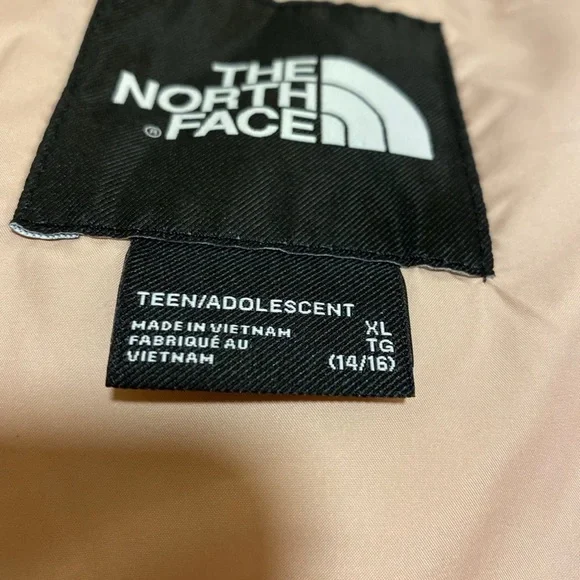 THE
NORTH
® FACE
TEEN/ADOLESCENT XL
MADE IN VIETNAM TG
FABRIQUÉ AU
VIETNAM (14/16)